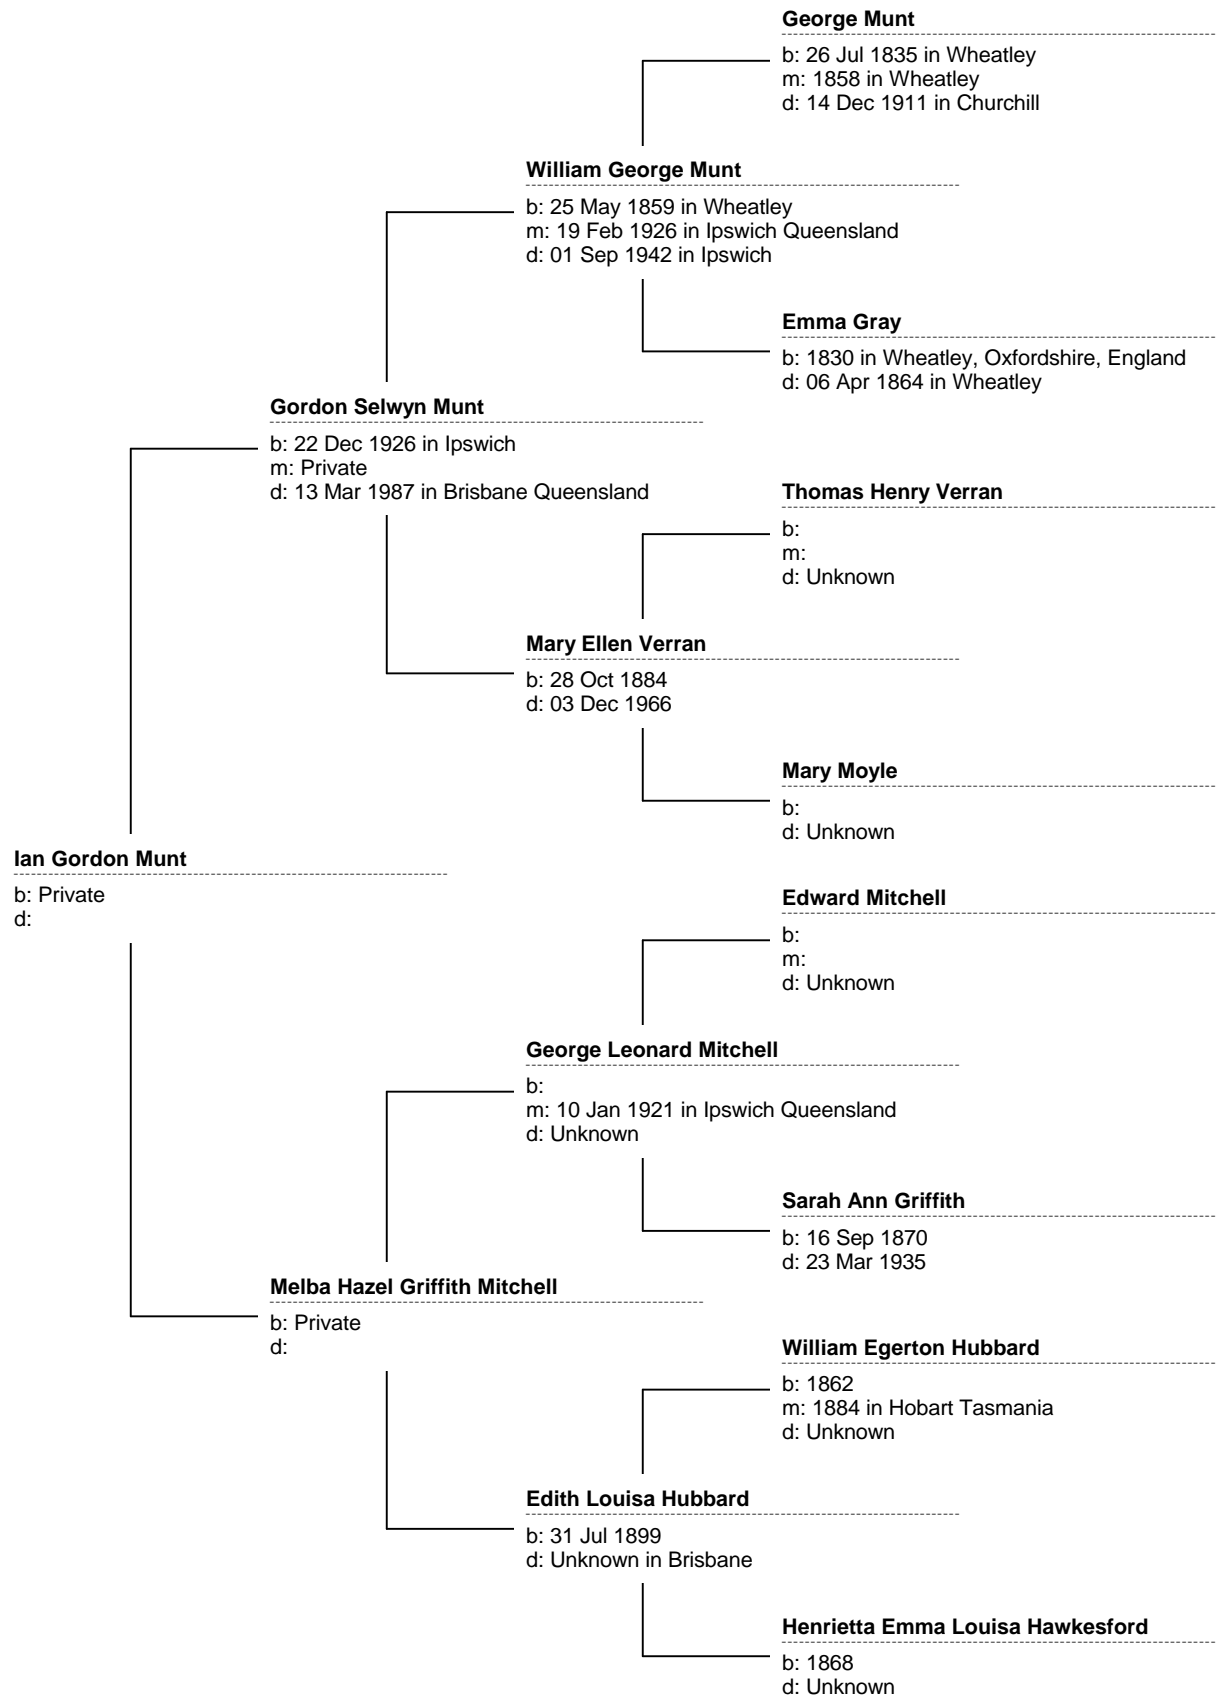 George Munt
b: 26 Jul 1835 in Wheatley
m: 1858 in Wheatley
d: 14 Dec 1911 in Churchill
William George Munt
b: 25 May 1859 in Wheatley
m: 19 Feb 1926 in Ipswich Queensland
d: 01 Sep 1942 in Ipswich
Emma Gray
b: 1830 in Wheatley, Oxfordshire, England
d: 06 Apr 1864 in Wheatley
Gordon Selwyn Munt
b: 22 Dec 1926 in Ipswich
m: Private
d: 13 Mar 1987 in Brisbane Queensland
Thomas Henry Verran
b:
m:
d: Unknown
Mary Ellen Verran
b: 28 Oct 1884
d: 03 Dec 1966
Mary Moyle
b:
d: Unknown
Ian Gordon Munt
b: Private
d:
Edward Mitchell
b:
m:
d: Unknown
George Leonard Mitchell
b:
m: 10 Jan 1921 in Ipswich Queensland
d: Unknown
Sarah Ann Griffith
b: 16 Sep 1870
d: 23 Mar 1935
Melba Hazel Griffith Mitchell
b: Private
d:
William Egerton Hubbard
b: 1862
m: 1884 in Hobart Tasmania
d: Unknown
Edith Louisa Hubbard
b: 31 Jul 1899
d: Unknown in Brisbane
Henrietta Emma Louisa Hawkesford
b: 1868
d: Unknown